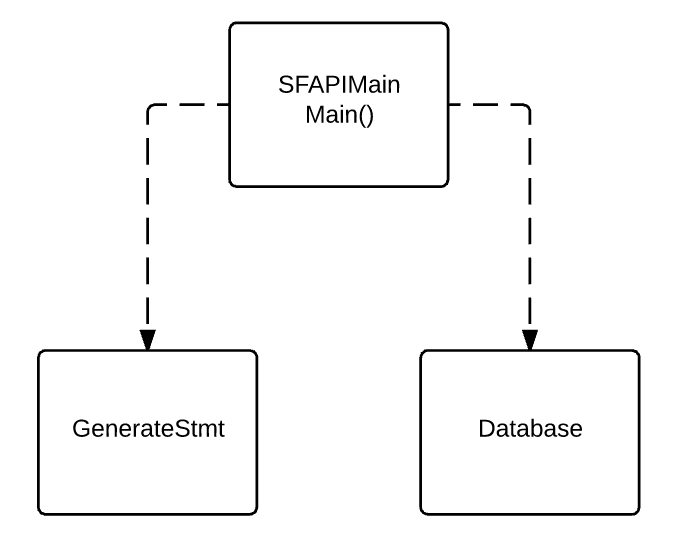 SFAPIMain
Main()
GenerateStmt
Database